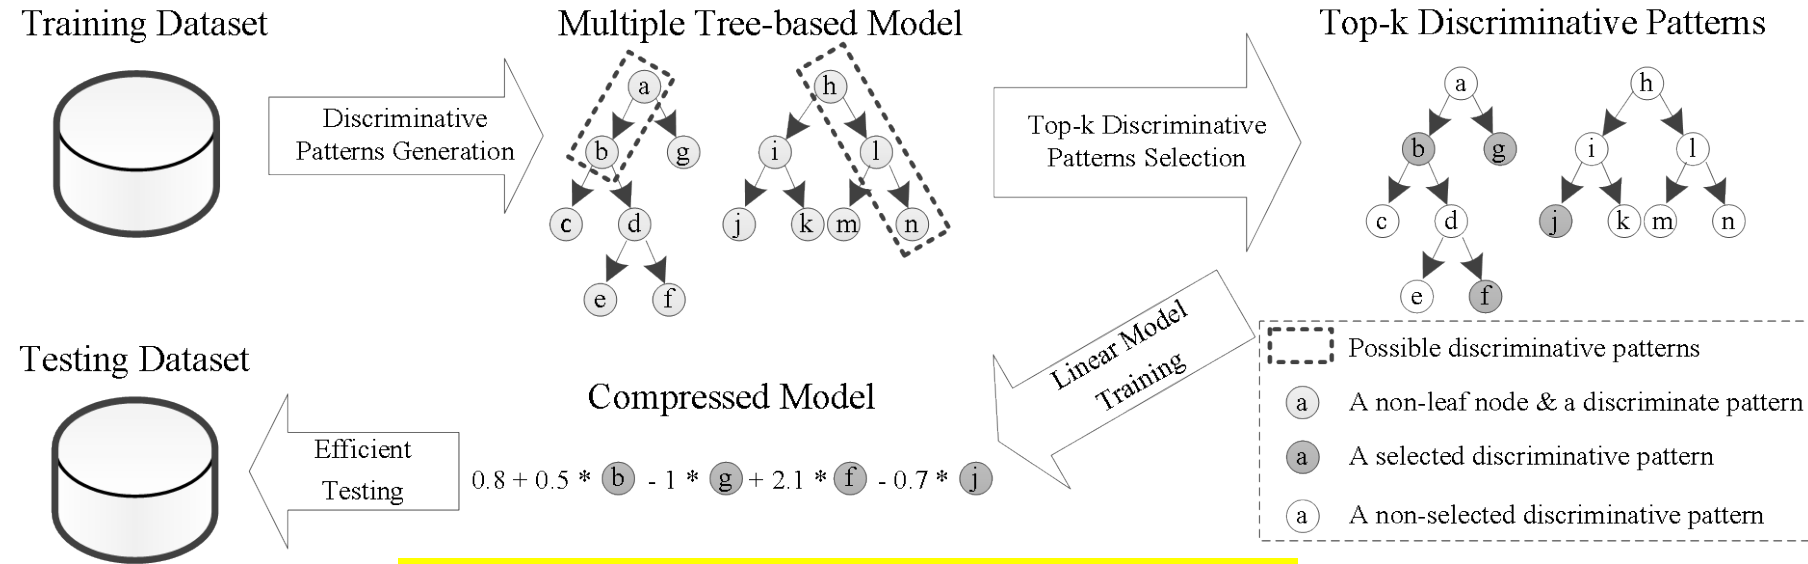 Training Dataset
Multiple Tree-based Model
Top-k Discriminative Patterns
Discriminative
Patterns Generation
a
b
g
c
d
e
f
h
i
l
j
k
m
n
Top-k Discriminative
Patterns Selection
a
b
g
c
d
e
f
h
i
l
j
k
m
n
Linear Model
Training
Possible discriminative patterns
a A non-leaf node & a discriminate pattern
a A selected discriminative pattern
a A non-selected discriminative pattern
Compressed Model
0.8 + 0.5 * b - 1 * g + 2.1 * f - 0.7 * j
Efficient
Testing
Testing Dataset